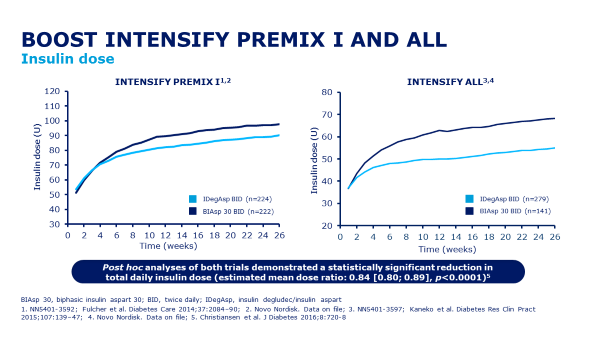 BOOST INTENSIFY PREMIX I AND ALL
Insulin dose
INTENSIFY PREMIX I1,2
INTENSIFY ALL3,4
Insulin dose (U)
120
110
100
90
80
70
60
50
40
30
0 2 4 6 8 10 12 14 16 18 20 22 24 26
Time (weeks)
IDegAsp BID (n=224)
BIAsp 30 BID (n=222)
Insulin dose (U)
80
70
60
50
40
30
20
0 2 4 6 8 10 12 14 16 18 20 22 24 26
Time (weeks)
IDegAsp BID (n=279)
BIAsp 30 BID (n=141)
Post hoc analyses of both trials demonstrated a statistically significant reduction in
total daily insulin dose (estimated mean dose ratio: 0.84 [0.80; 0.89], p<0.0001)5
BIAsp 30, biphasic insulin aspart 30; BID, twice daily; IDegAsp, insulin degludec/insulin aspart
1. NN5401-3592; Fulcher et al. Diabetes Care 2014;37:2084–90; 2. Novo Nordisk. Data on file; 3. NN5401-3597; Kaneko et al. Diabetes Res Clin Pract
2015;107:139–47; 4. Novo Nordisk. Data on file; 5. Christiansen et al. J Diabetes 2016;8:720-8